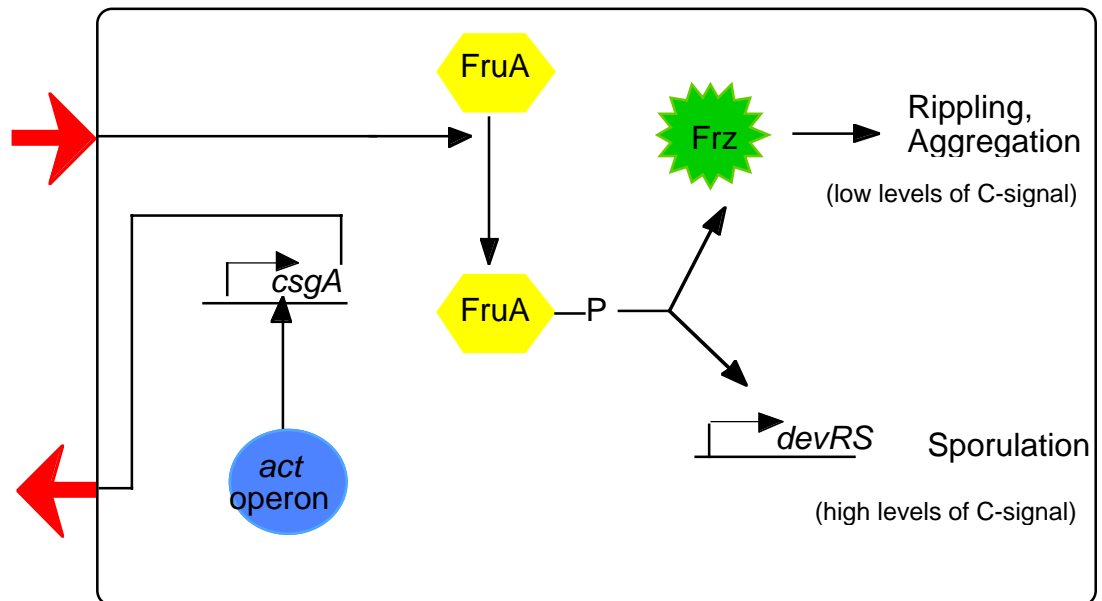 FruA
Frz
Rippling,
Aggregation
(low levels of C-signal)
csgA
FruA
P
act
operon
devRS
Sporulation
(high levels of C-signal)